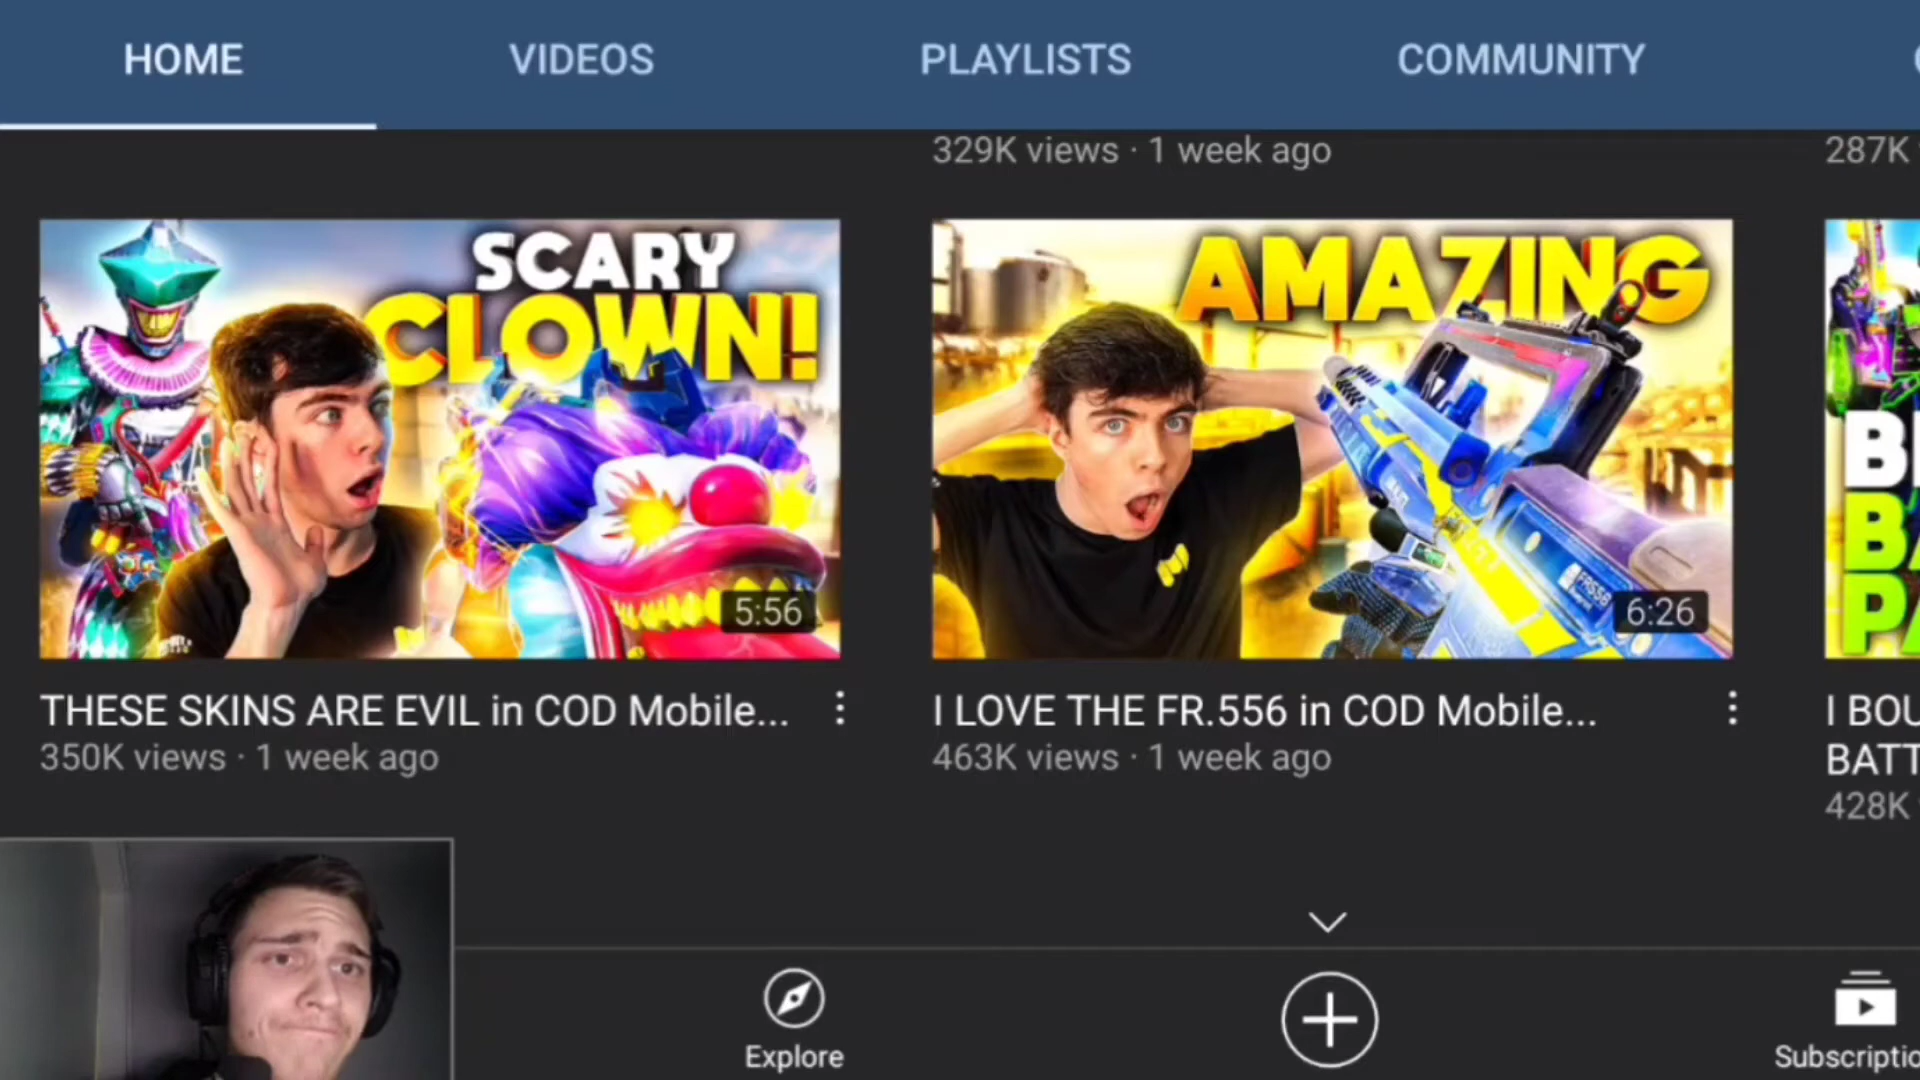 HOME VIDEOS PLAYLISTS COMMUNITY
329K views · 1 week ago
287K
SCARY
CLOWN!
5:56
AMAZING
FR556
6:26
THESE SKINS ARE EVIL in COD Mobile...
350K views · 1 week ago
I LOVE THE FR.556 in COD Mobile...
463K views · 1 week ago
I BOU
BATT
428K
Explore
Subscriptio